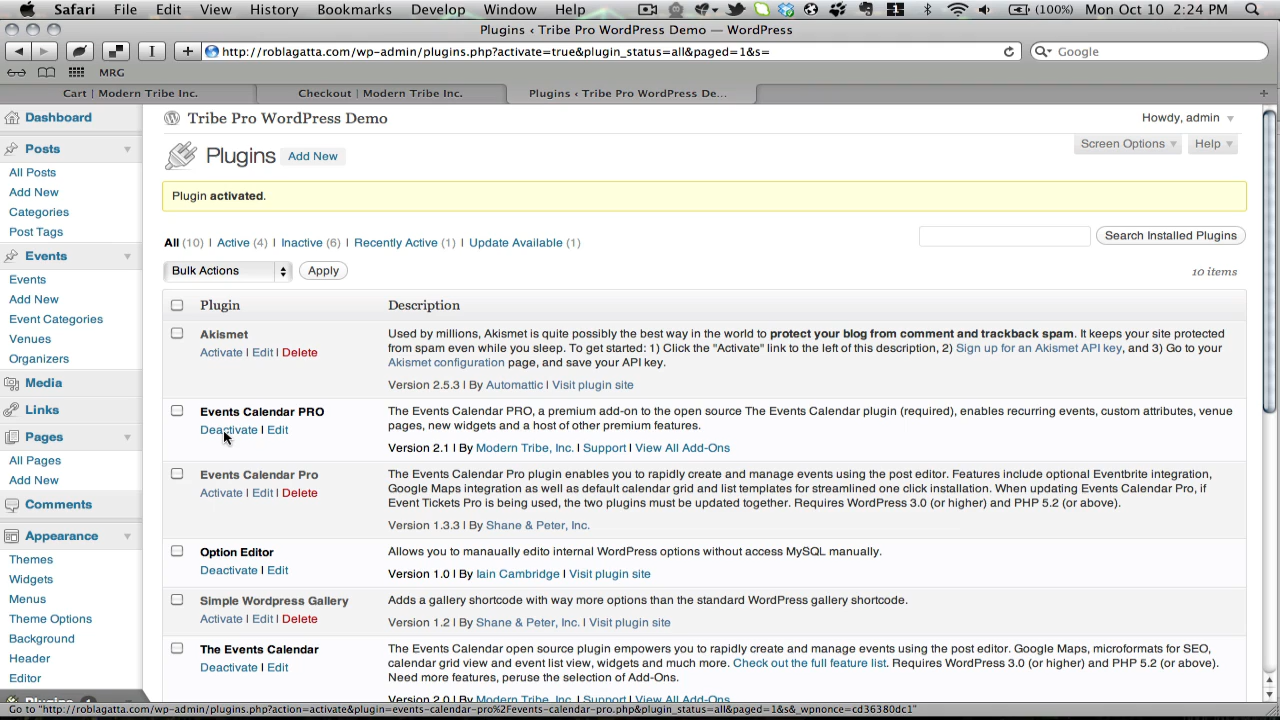 Safari File Edit View History Bookmarks Develop Window Help (100%) Mon Oct 10 2:24 PM
Plugins ‹ Tribe Pro WordPress Demo — WordPress
http://roblagatta.com/wp-admin/plugins.php?activate=true&plugin_status=all&paged=1&s= Google
MRG
Cart | Modern Tribe Inc. Checkout | Modern Tribe Inc. Plugins ‹ Tribe Pro WordPress De...
Dashboard
Posts
All Posts
Add New
Categories
Post Tags
Events
Events
Add New
Event Categories
Venues
Organizers
Media
Links
Pages
All Pages
Add New
Comments
Appearance
Themes
Widgets
Menus
Theme Options
Background
Header
Editor
Plugins
Tribe Pro WordPress Demo Howdy, admin
Screen Options Help
Plugins Add New
Plugin activated.
All (10) | Active (4) | Inactive (6) | Recently Active (1) | Update Available (1) Search Installed Plugins
Bulk Actions Apply 10 items
Plugin Description
Akismet
Activate | Edit | Delete
Used by millions, Akismet is quite possibly the best way in the world to protect your blog from comment and trackback spam. It keeps your site protected
from spam even while you sleep. To get started: 1) Click the "Activate" link to the left of this description, 2) Sign up for an Akismet API key, and 3) Go to your
Akismet configuration page, and save your API key.
Version 2.5.3 | By Automattic | Visit plugin site
Events Calendar PRO
Deactivate | Edit
The Events Calendar PRO, a premium add-on to the open source The Events Calendar plugin (required), enables recurring events, custom attributes, venue
pages, new widgets and a host of other premium features.
Version 2.1 | By Modern Tribe, Inc. | Support | View All Add-Ons
Events Calendar Pro
Activate | Edit | Delete
The Events Calendar Pro plugin enables you to rapidly create and manage events using the post editor. Features include optional Eventbrite integration,
Google Maps integration as well as default calendar grid and list templates for streamlined one click installation. When updating Events Calendar Pro, if
Event Tickets Pro is being used, the two plugins must be updated together. Requires WordPress 3.0 (or higher) and PHP 5.2 (or above).
Version 1.3.3 | By Shane & Peter, Inc.
Option Editor
Deactivate | Edit
Allows you to manaually edito internal WordPress options without access MySQL manually.
Version 1.0 | By Iain Cambridge | Visit plugin site
Simple Wordpress Gallery
Activate | Edit | Delete
Adds a gallery shortcode with way more options than the standard WordPress gallery shortcode.
Version 1.2 | By Shane & Peter, Inc. | Visit plugin site
The Events Calendar
Deactivate | Edit
The Events Calendar open source plugin empowers you to rapidly create and manage events using the post editor. Google Maps, microformats for SEO,
calendar grid view and event list view, widgets and much more. Check out the full feature list. Requires WordPress 3.0 (or higher) and PHP 5.2 (or above).
Need more features, peruse the selection of Add-Ons.
Version 2.0 | By Modern Tribe, Inc. | Support | View All Add-Ons
Go to "http://roblagatta.com/wp-admin/plugins.php?action=activate&plugin=events-calendar-pro%2Fevents-calendar-pro.php&plugin_status=all&paged=1&s&_wpnonce=cd36380dc1"